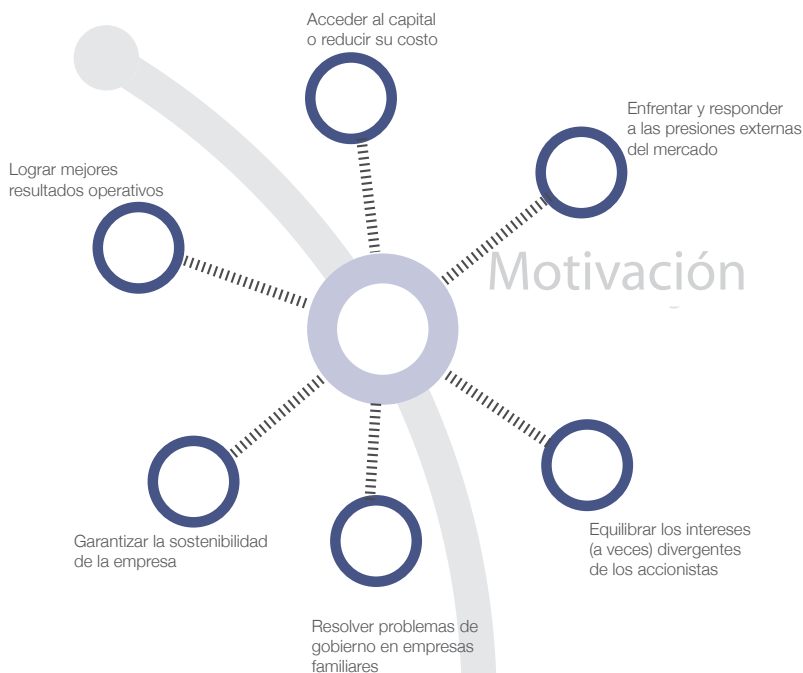 Acceder al capital
o reducir su costo
Enfrentar y responder
a las presiones externas
del mercado
Lograr mejores
resultados operativos
Motivación
Equilibrar los intereses
(a veces) divergentes
de los accionistas
Garantizar la sostenibilidad
de la empresa
Resolver problemas de
gobierno en empresas
familiares